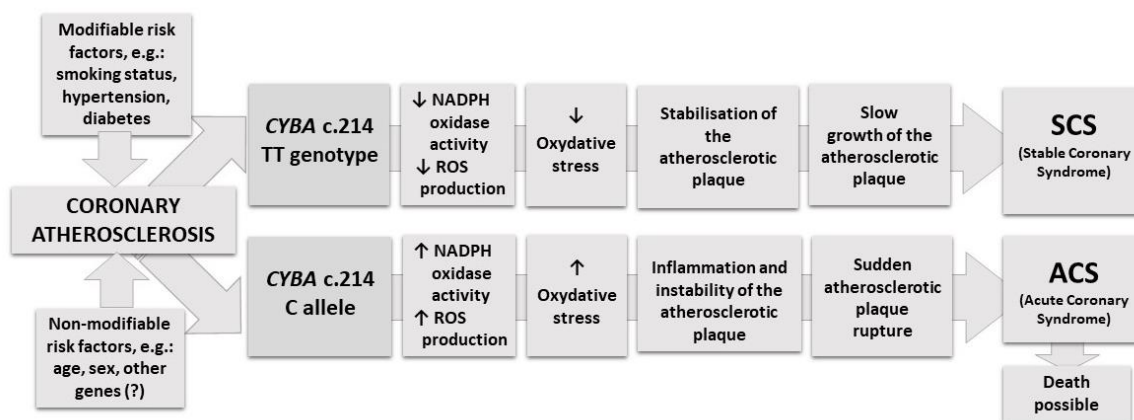 Modifiable risk
factors, e.g.:
smoking status,
hypertension,
diabetes
CORONARY
ATHEROSCLEROSIS
Non-modifiable
risk factors, e.g.:
age, sex, other
genes (?)
CYBA c.214
TT genotype
↓ NADPH
oxidase
activity
↓ ROS
production
↓
Oxydative
stress
Stabilisation of
the
atherosclerotic
plaque
Slow
growth of the
atherosclerotic
plaque
SCS
(Stable Coronary
Syndrome)
CYBA c.214
C allele
↑ NADPH
oxidase
activity
↑ ROS
production
↑
Oxydative
stress
Inflammation and
instability of the
atherosclerotic
plaque
Sudden
atherosclerotic
plaque
rupture
ACS
(Acute Coronary
Syndrome)
Death
possible